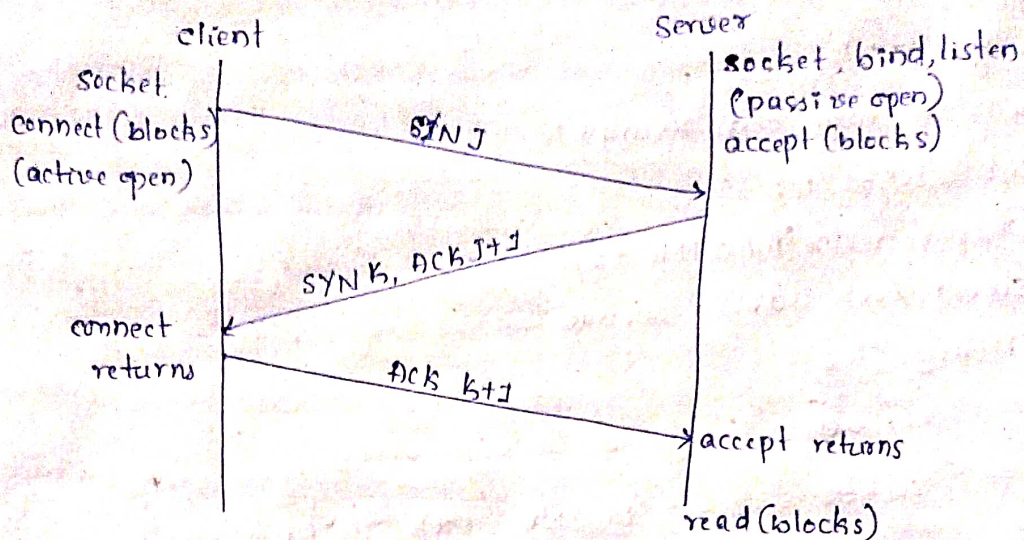 client
Server
socket
connect (blocks)
(active open)
socket, bind, listen
(passive open)
accept (blocks)
SYN J
SYN K, ACK J+1
connect
returns
ACK K+1
accept returns
read (blocks)